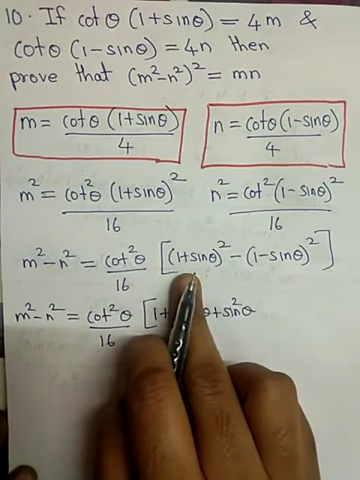 10. If cotθ (1+sinθ) = 4m &
cotθ (1-sinθ) = 4n then
prove that (m²-n²)² = mn
m = cotθ (1+sinθ) / 4 n = cotθ (1-sinθ) / 4
m² = cot²θ (1+sinθ)² / 16 n² = cot²(1-sinθ)² / 16
m²-n² = cot²θ / 16 [(1+sinθ)² - (1-sinθ)²]
m²-n² = cot²θ / 16 [1+ θ+sin²θ